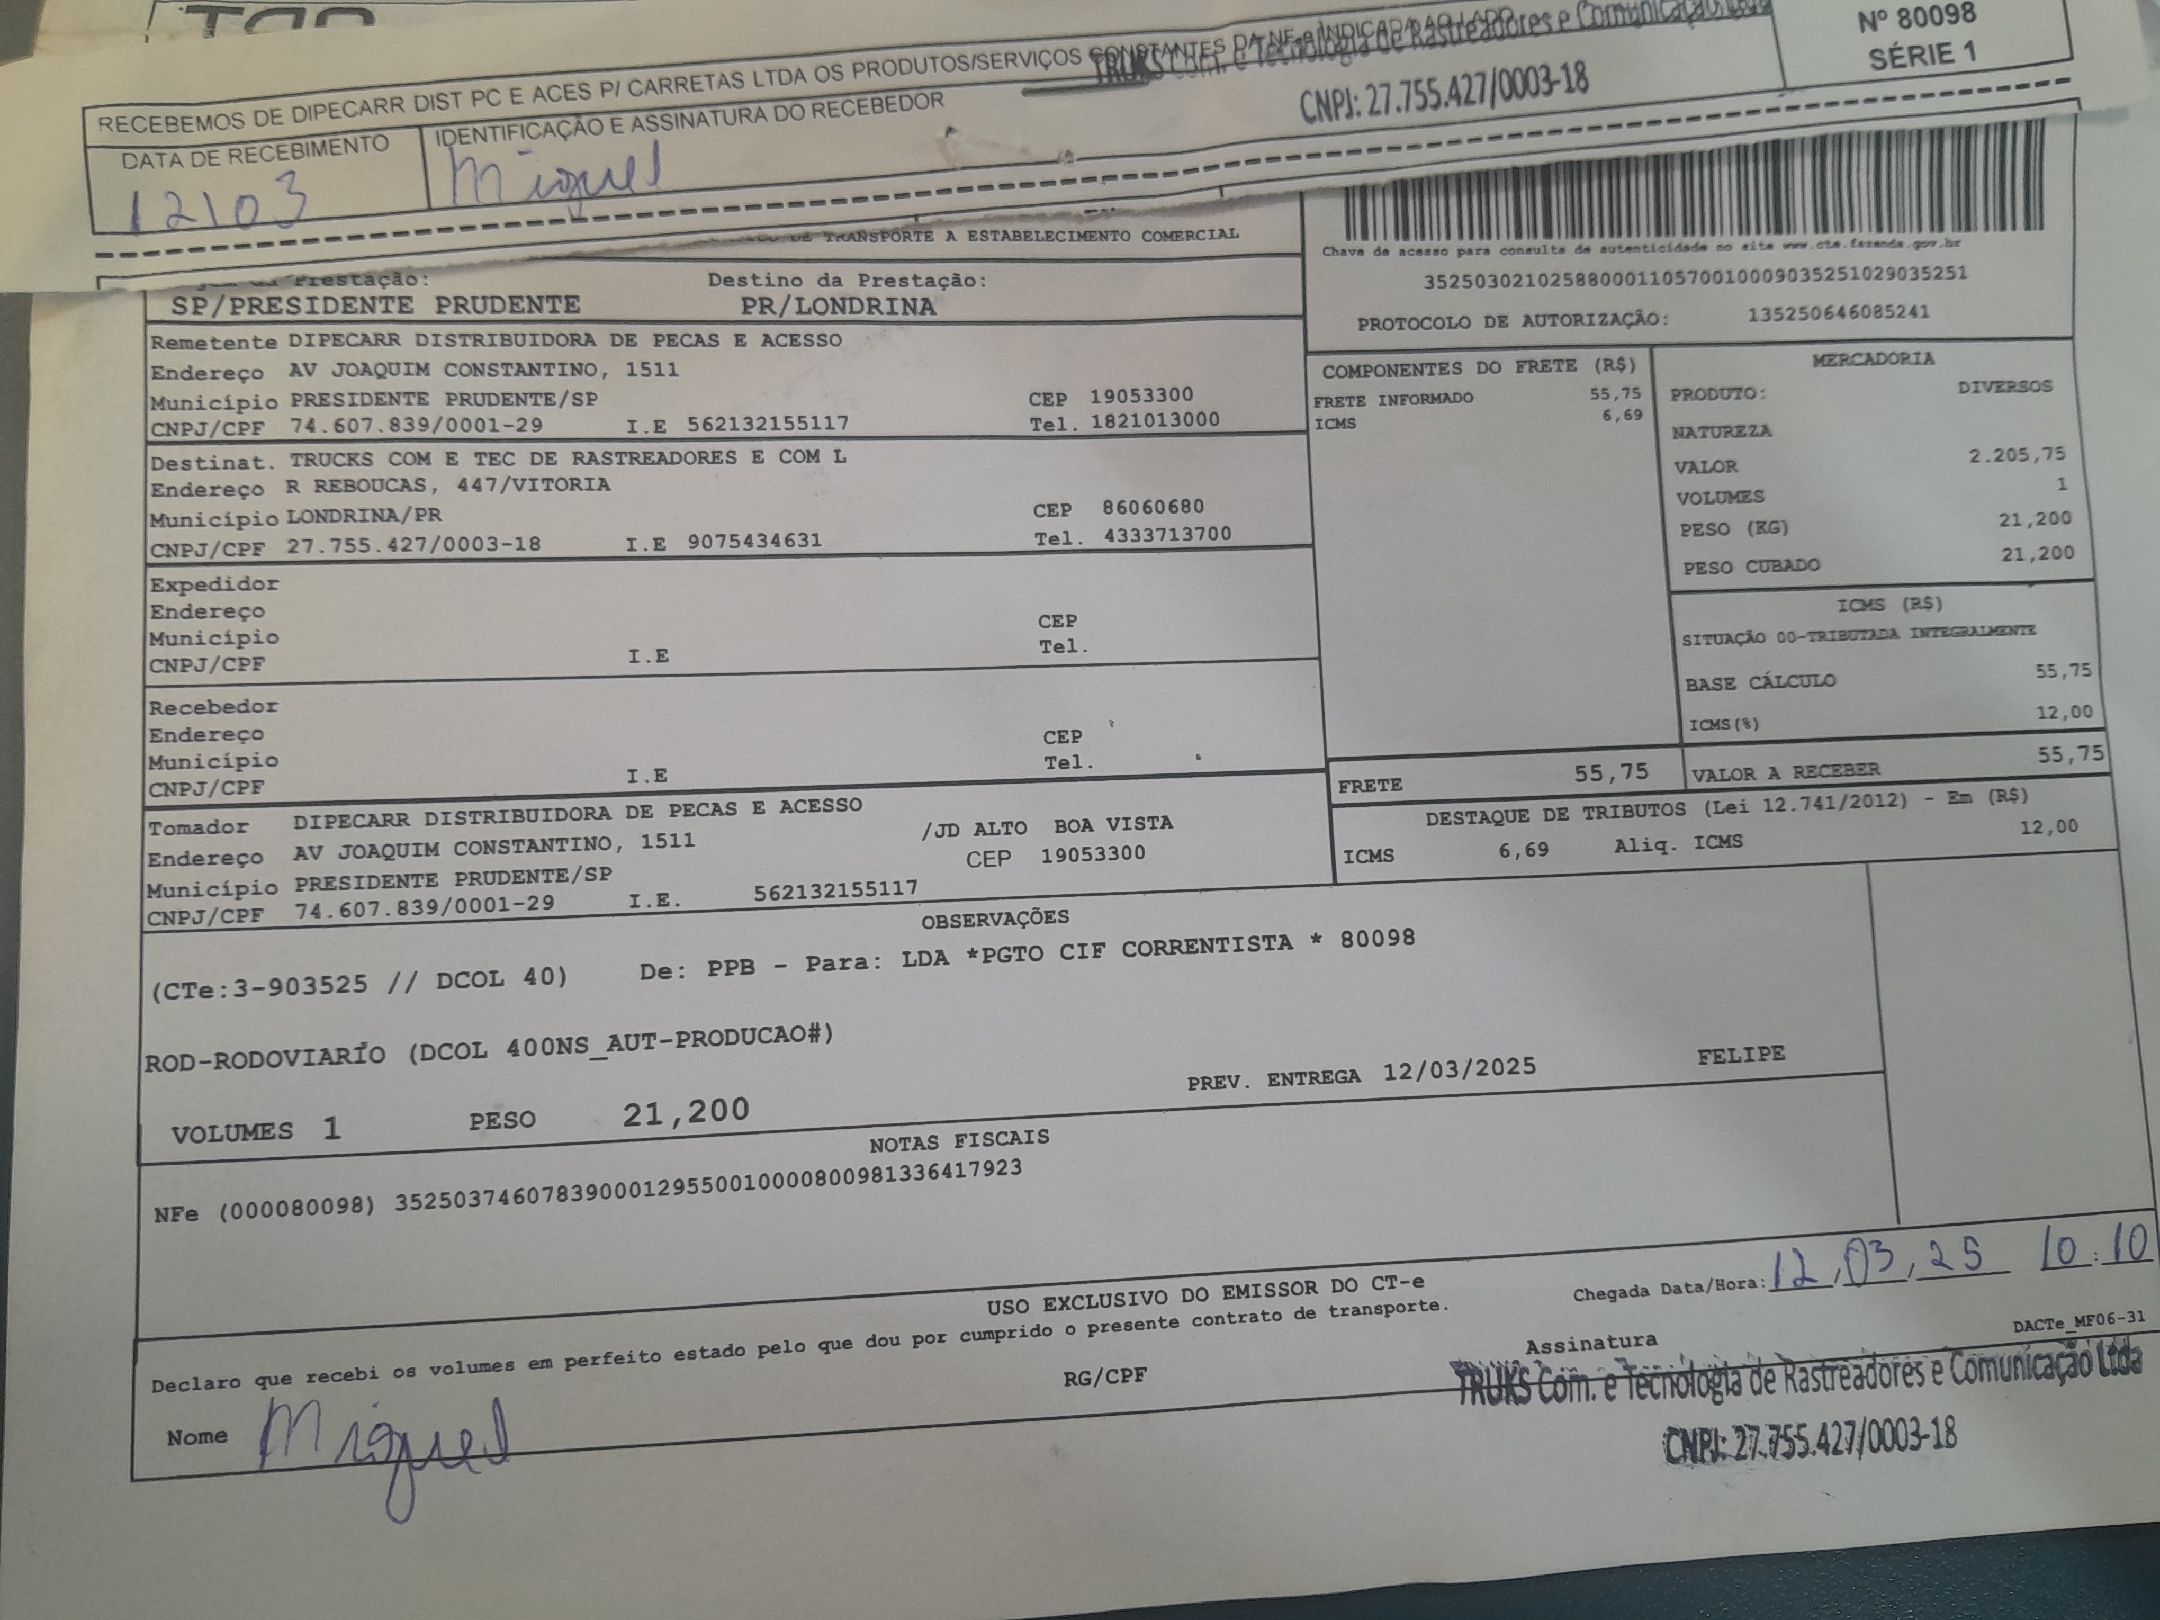 RECEBEMOS DE DIPECARR DIST PC E ACES P/ CARRETAS LTDA OS PRODUTOS/SERVIÇOS CONSTANTES DA NF-e INDICADA AO LADO
TRUKS Com. e Tecnologia de Rastreadores e Comunicação Ltda
CNPJ: 27.755.427/0003-18
Nº 80098
SÉRIE 1
DATA DE RECEBIMENTO
12/03
IDENTIFICAÇÃO E ASSINATURA DO RECEBEDOR
Miguel
DE TRANSPORTE A ESTABELECIMENTO COMERCIAL
Chave de acesso para consulta de autenticidade no site www.cte.fazenda.gov.br
35250302102588000110570010009035251029035251
PROTOCOLO DE AUTORIZAÇÃO: 135250646085241
Prestação: Destino da Prestação:
SP/PRESIDENTE PRUDENTE PR/LONDRINA
Remetente DIPECARR DISTRIBUIDORA DE PECAS E ACESSO
Endereço AV JOAQUIM CONSTANTINO, 1511
Município PRESIDENTE PRUDENTE/SP CEP 19053300
CNPJ/CPF 74.607.839/0001-29 I.E 562132155117 Tel. 1821013000
Destinat. TRUCKS COM E TEC DE RASTREADORES E COM L
Endereço R REBOUCAS, 447/VITORIA
Município LONDRINA/PR CEP 86060680
CNPJ/CPF 27.755.427/0003-18 I.E 9075434631 Tel. 4333713700
Expedidor
Endereço
Município CEP
CNPJ/CPF I.E Tel.
Recebedor
Endereço
Município CEP
CNPJ/CPF I.E Tel.
Tomador DIPECARR DISTRIBUIDORA DE PECAS E ACESSO
Endereço AV JOAQUIM CONSTANTINO, 1511 /JD ALTO BOA VISTA
Município PRESIDENTE PRUDENTE/SP CEP 19053300
CNPJ/CPF 74.607.839/0001-29 I.E. 562132155117
COMPONENTES DO FRETE (R$)
FRETE INFORMADO 55,75
ICMS 6,69
MERCADORIA
PRODUTO: DIVERSOS
NATUREZA
VALOR 2.205,75
VOLUMES 1
PESO (KG) 21,200
PESO CUBADO 21,200
ICMS (R$)
SITUAÇÃO 00-TRIBUTADA INTEGRALMENTE
BASE CÁLCULO 55,75
ICMS(%) 12,00
FRETE 55,75 VALOR A RECEBER 55,75
DESTAQUE DE TRIBUTOS (Lei 12.741/2012) - Em (R$)
ICMS 6,69 Aliq. ICMS 12,00
OBSERVAÇÕES
(CTe:3-903525 // DCOL 40) De: PPB - Para: LDA *PGTO CIF CORRENTISTA * 80098
ROD-RODOVIARIO (DCOL 400NS_AUT-PRODUCAO#)
PREV. ENTREGA 12/03/2025 FELIPE
VOLUMES 1 PESO 21,200
NOTAS FISCAIS
NFe (000080098) 35250374607839000129550010000800981336417923
USO EXCLUSIVO DO EMISSOR DO CT-e
Chegada Data/Hora: 12,03,25 10:10
Declaro que recebi os volumes em perfeito estado pelo que dou por cumprido o presente contrato de transporte.
DACTe_MF06-31
Nome Miguel RG/CPF Assinatura
TRUKS Com. e Tecnologia de Rastreadores e Comunicação Ltda
CNPJ: 27.755.427/0003-18